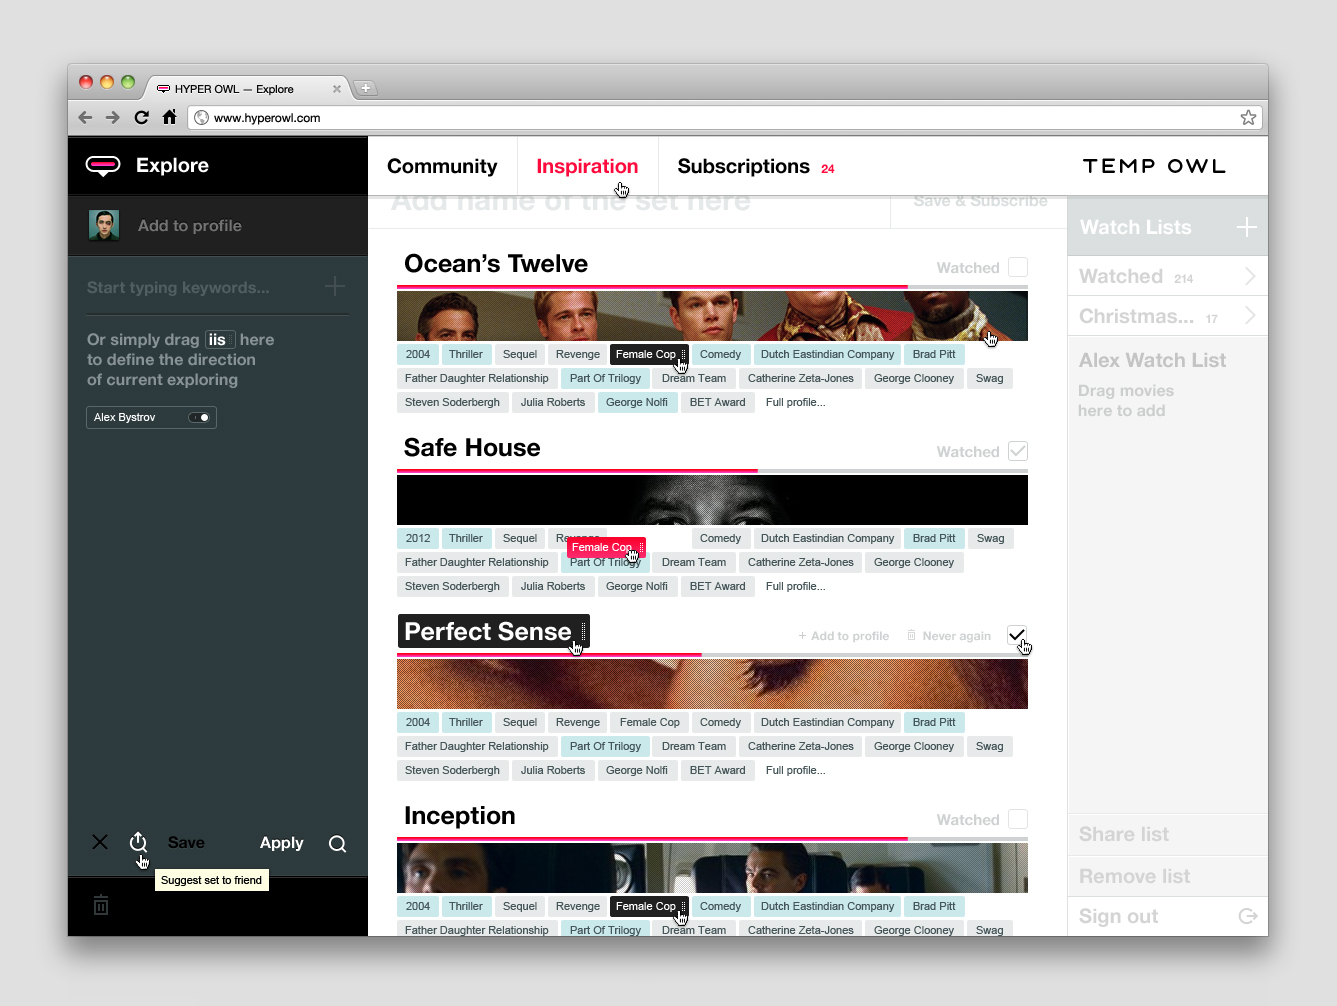 HYPER OWL — Explore
www.hyperowl.com
Explore
Community
Inspiration
Subscriptions 24
TEMP OWL
Add to profile
Add name of the set here
Save & Subscribe
Start typing keywords...
Or simply drag iis here
to define the direction
of current exploring
Alex Bystrov
Ocean's Twelve
Watched
2004 Thriller Sequel Revenge Female Cop Comedy Dutch Eastindian Company Brad Pitt
Father Daughter Relationship Part Of Trilogy Dream Team Catherine Zeta-Jones George Clooney Swag
Steven Soderbergh Julia Roberts George Nolfi BET Award Full profile...
Safe House
Watched
2012 Thriller Sequel Revenge Comedy Dutch Eastindian Company Brad Pitt Swag
Female Cop
Father Daughter Relationship Part Of Trilogy Dream Team Catherine Zeta-Jones George Clooney
Steven Soderbergh Julia Roberts George Nolfi BET Award Full profile...
Perfect Sense
+ Add to profile Never again
2004 Thriller Sequel Revenge Female Cop Comedy Dutch Eastindian Company Brad Pitt
Father Daughter Relationship Part Of Trilogy Dream Team Catherine Zeta-Jones George Clooney Swag
Steven Soderbergh Julia Roberts George Nolfi BET Award Full profile...
Inception
Watched
2004 Thriller Sequel Revenge Female Cop Comedy Dutch Eastindian Company Brad Pitt
Father Daughter Relationship Part Of Trilogy Dream Team Catherine Zeta-Jones George Clooney Swag
Save
Apply
Suggest set to friend
Watch Lists
Watched 214
Christmas... 17
Alex Watch List
Drag movies
here to add
Share list
Remove list
Sign out